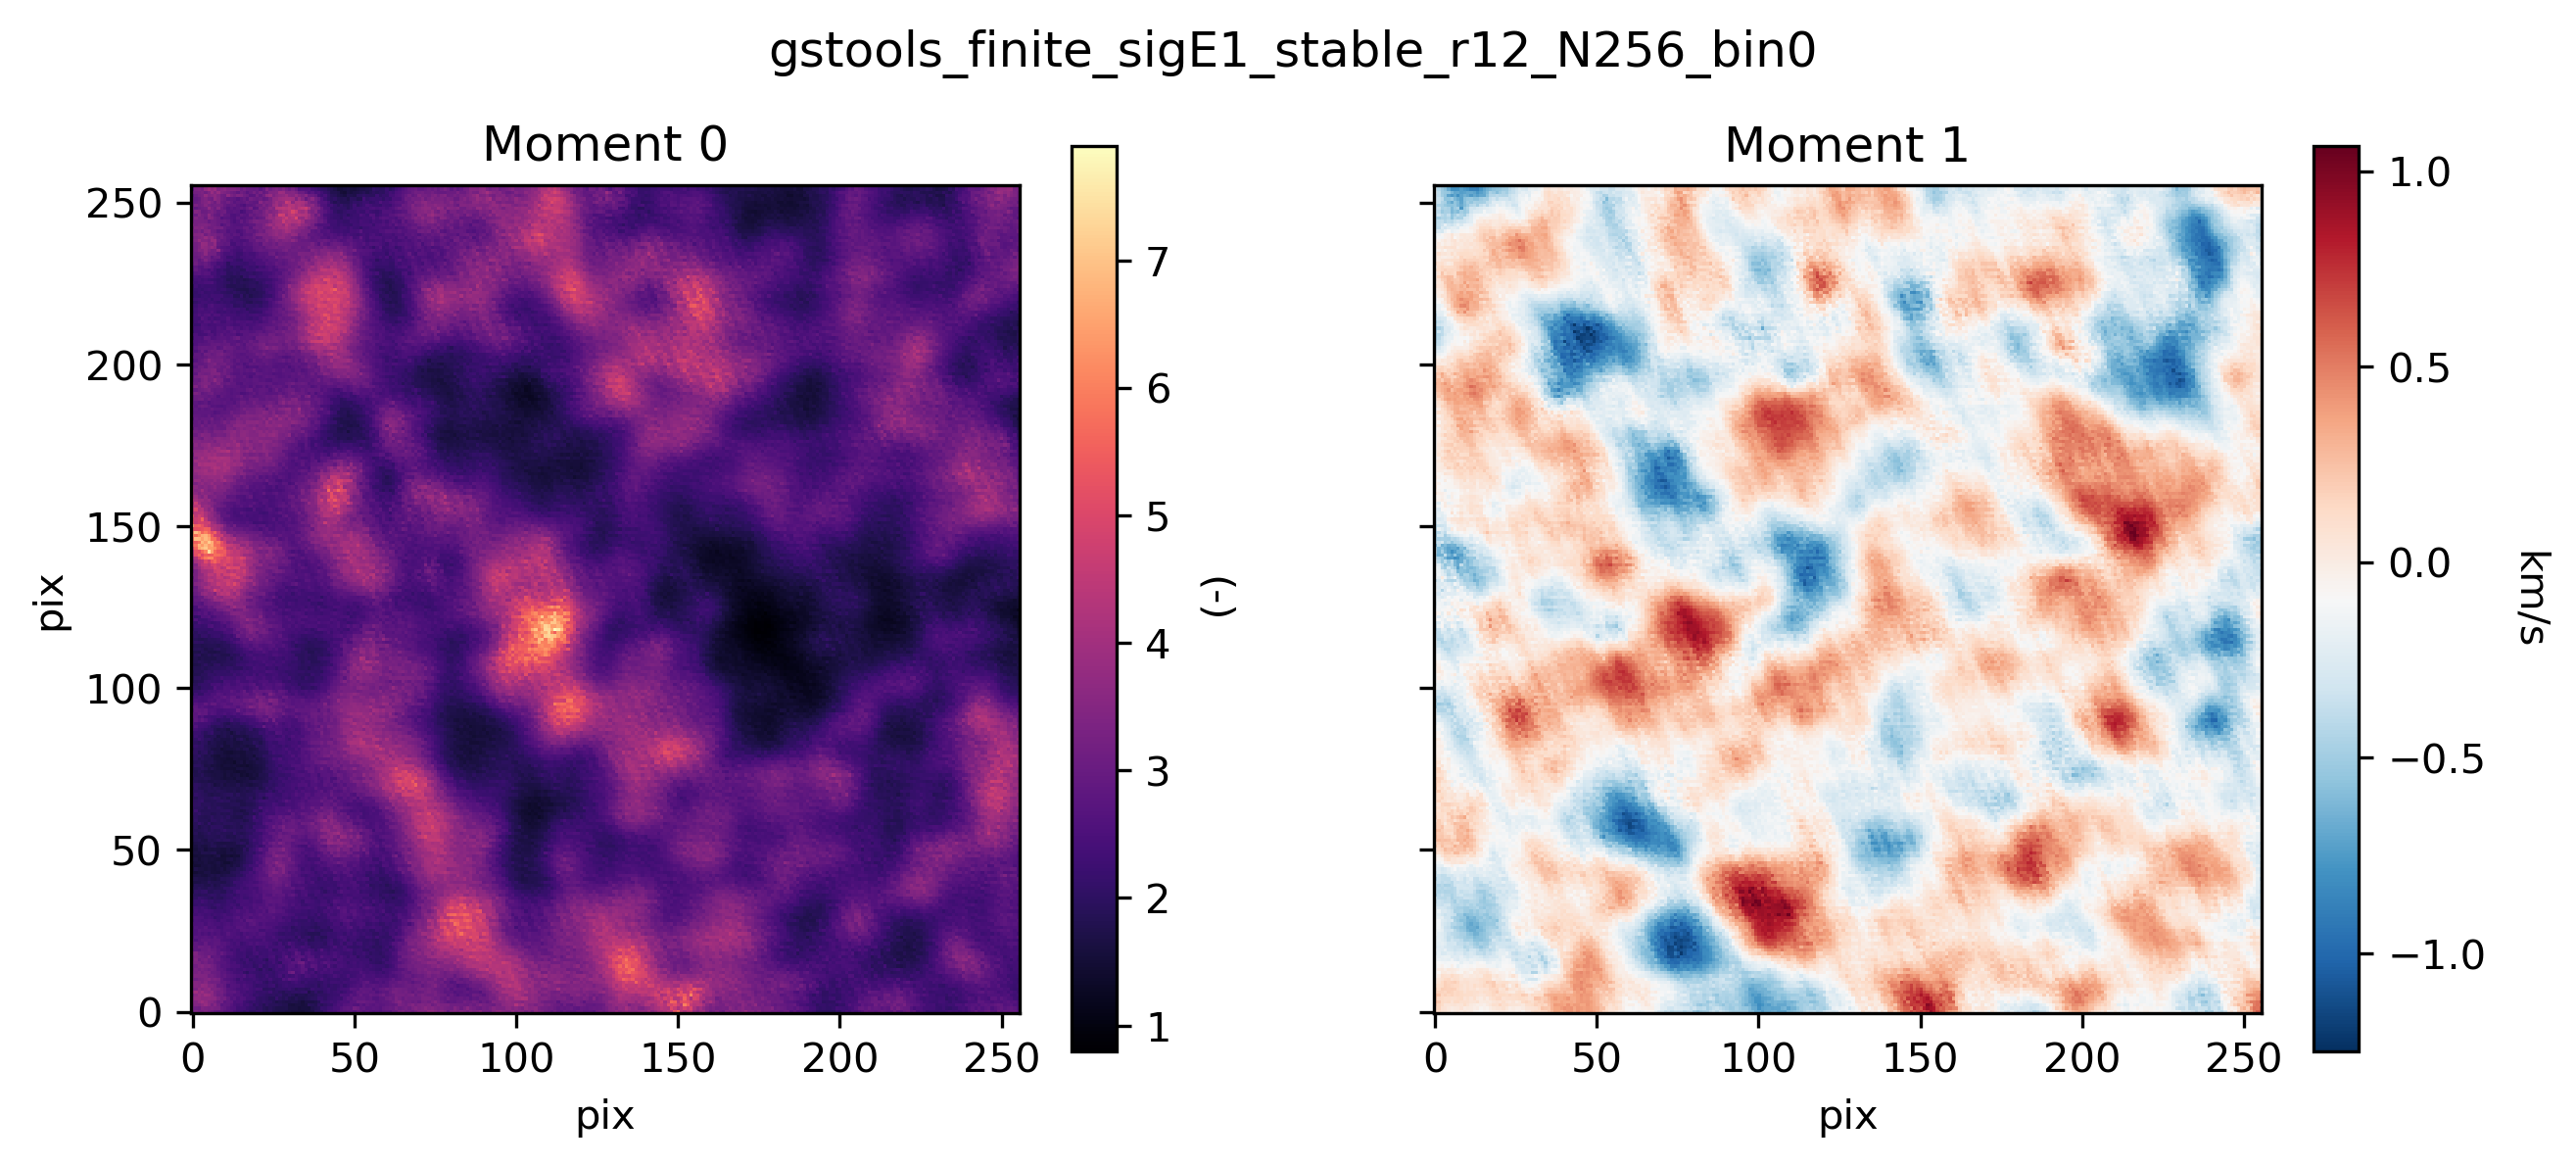 gstools_finite_sigE1_stable_r12_N256_bin0
Moment 0
Moment 1
250
200
150
100
50
0
pix
0 50 100 150 200 250
pix
7
6
5
4
3
2
1
(-)
0 50 100 150 200 250
pix
1.0
0.5
0.0
−0.5
−1.0
km/s